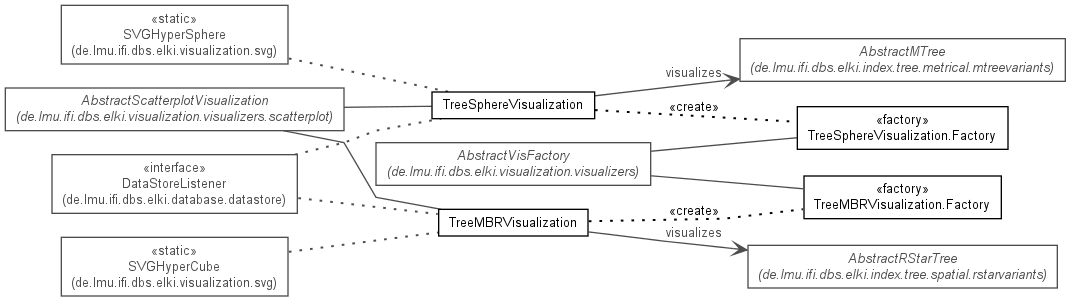 «static»
SVGHyperSphere
(de.lmu.ifi.dbs.elki.visualization.svg)
AbstractScatterplotVisualization
(de.lmu.ifi.dbs.elki.visualization.visualizers.scatterplot)
«interface»
DataStoreListener
(de.lmu.ifi.dbs.elki.database.datastore)
«static»
SVGHyperCube
(de.lmu.ifi.dbs.elki.visualization.svg)
TreeSphereVisualization
AbstractVisFactory
(de.lmu.ifi.dbs.elki.visualization.visualizers)
TreeMBRVisualization
visualizes
«create»
«create»
visualizes
AbstractMTree
(de.lmu.ifi.dbs.elki.index.tree.metrical.mtreevariants)
«factory»
TreeSphereVisualization.Factory
«factory»
TreeMBRVisualization.Factory
AbstractRStarTree
(de.lmu.ifi.dbs.elki.index.tree.spatial.rstarvariants)